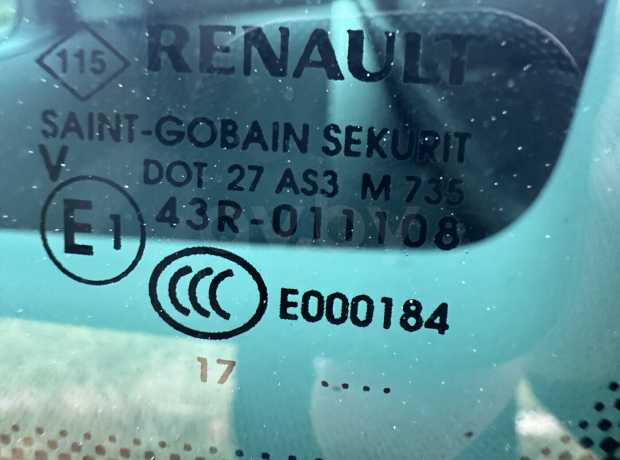 115 RENAULT
SAINT-GOBAIN SEKURIT
V
DOT 27 AS3 M 735
E1 43R-011108
CCC E000184
17 ....